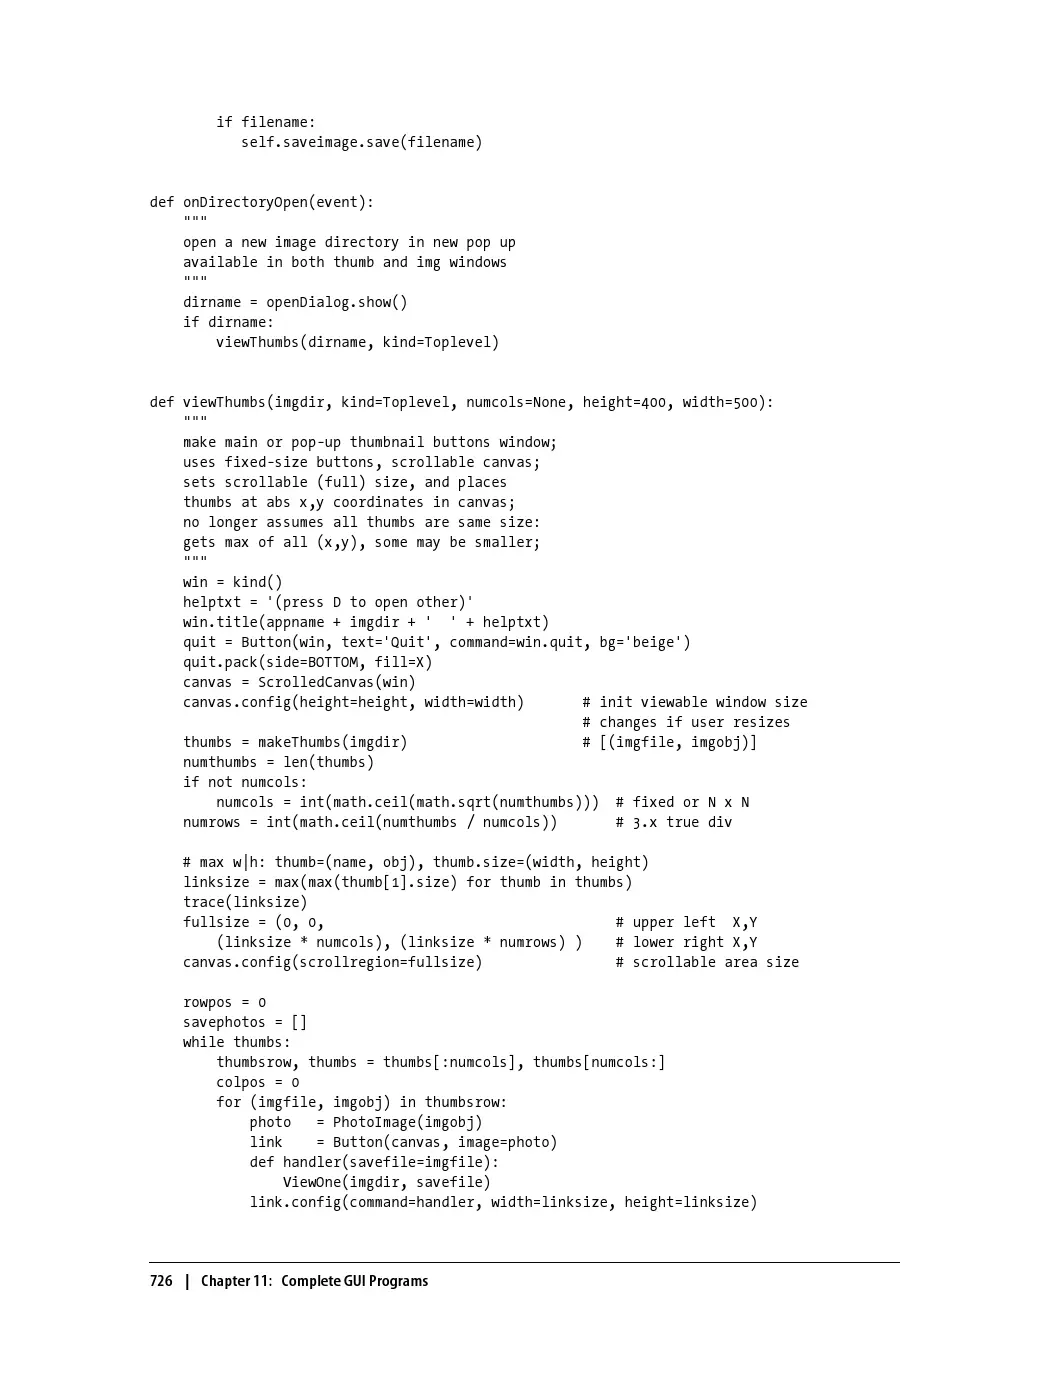 if filename:
           self.saveimage.save(filename)


def onDirectoryOpen(event):
    """
    open a new image directory in new pop up
    available in both thumb and img windows
    """
    dirname = openDialog.show()
    if dirname:
        viewThumbs(dirname, kind=Toplevel)


def viewThumbs(imgdir, kind=Toplevel, numcols=None, height=400, width=500):
    """
    make main or pop-up thumbnail buttons window;
    uses fixed-size buttons, scrollable canvas;
    sets scrollable (full) size, and places
    thumbs at abs x,y coordinates in canvas;
    no longer assumes all thumbs are same size:
    gets max of all (x,y), some may be smaller;
    """
    win = kind()
    helptxt = '(press D to open other)'
    win.title(appname + imgdir + '  ' + helptxt)
    quit = Button(win, text='Quit', command=win.quit, bg='beige')
    quit.pack(side=BOTTOM, fill=X)
    canvas = ScrolledCanvas(win)
    canvas.config(height=height, width=width)       # init viewable window size
                                                    # changes if user resizes
    thumbs = makeThumbs(imgdir)                     # [(imgfile, imgobj)]
    numthumbs = len(thumbs)
    if not numcols:
        numcols = int(math.ceil(math.sqrt(numthumbs)))  # fixed or N x N
    numrows = int(math.ceil(numthumbs / numcols))       # 3.x true div

    # max w|h: thumb=(name, obj), thumb.size=(width, height)
    linksize = max(max(thumb[1].size) for thumb in thumbs)
    trace(linksize)
    fullsize = (0, 0,                                   # upper left  X,Y
        (linksize * numcols), (linksize * numrows) )    # lower right X,Y
    canvas.config(scrollregion=fullsize)                # scrollable area size

    rowpos = 0
    savephotos = []
    while thumbs:
        thumbsrow, thumbs = thumbs[:numcols], thumbs[numcols:]
        colpos = 0
        for (imgfile, imgobj) in thumbsrow:
            photo   = PhotoImage(imgobj)
            link    = Button(canvas, image=photo)
            def handler(savefile=imgfile):
                ViewOne(imgdir, savefile)
            link.config(command=handler, width=linksize, height=linksize)

726 | Chapter 11: Complete GUI Programs